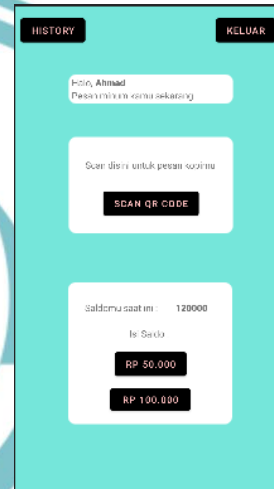 HISTORY KELUAR
Halo, Ahmad
Pesan minum kamu sekarang
Scan disini untuk pesan kopimu
SCAN QR CODE
Saldomu saat ini : 120000
Isi Saldo
RP 50.000
RP 100.000